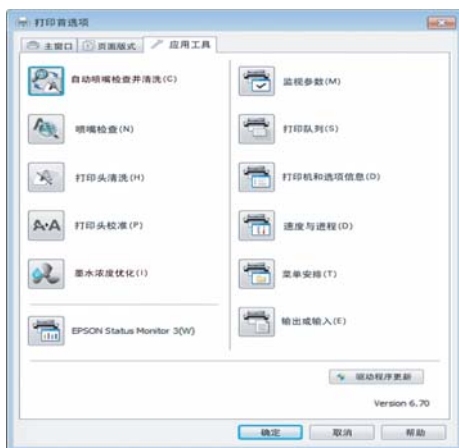 打印首选项
主窗口
页面版式
应用工具
自动喷嘴检查并清洗(C)
喷嘴检查(N)
打印头清洗(H)
打印头校准(P)
墨水浓度优化(I)
EPSON Status Monitor 3(W)
监视参数(M)
打印队列(S)
打印机和选项信息(O)
速度与进程(D)
菜单安排(T)
输出或输入(E)
驱动程序更新
Version 6.70
确定
取消
帮助